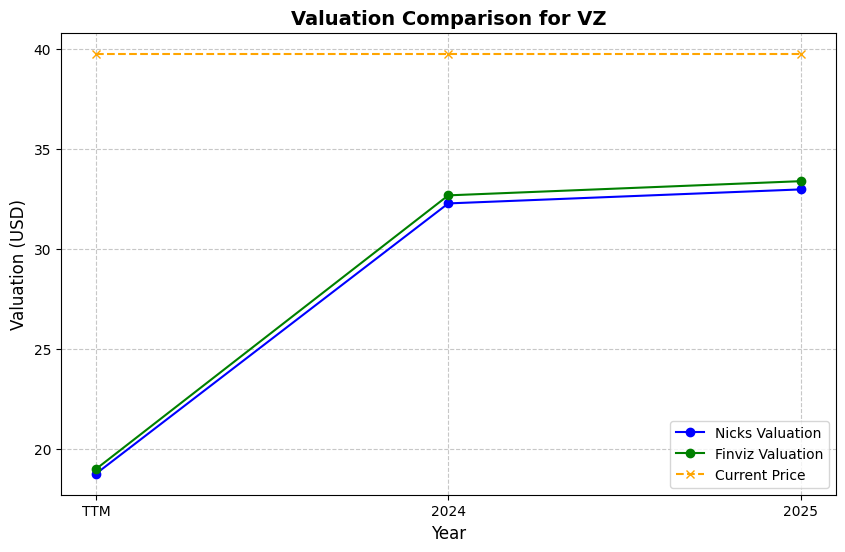 Valuation Comparison for VZ
Valuation (USD)
40
35
30
25
20
TTM
2024
2025
Year
Nicks Valuation
Finviz Valuation
Current Price